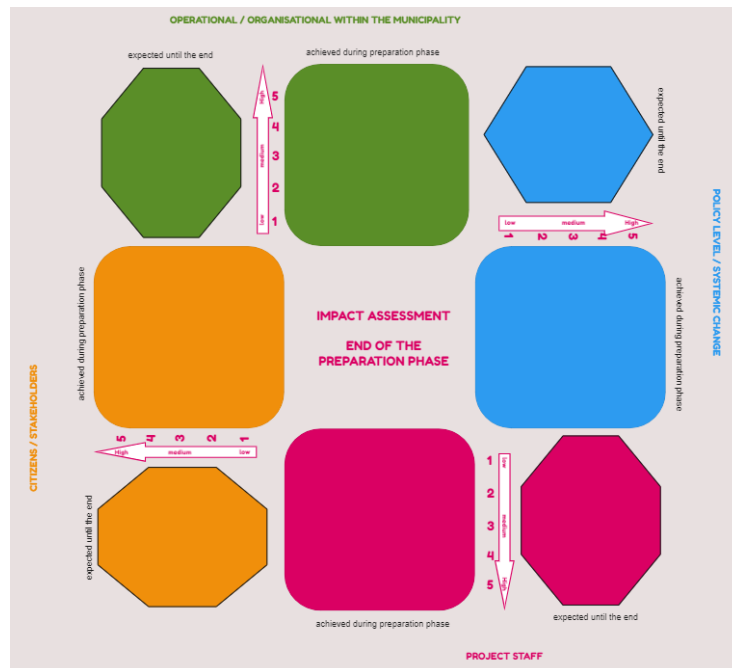 OPERATIONAL / ORGANISATIONAL WITHIN THE MUNICIPALITY
expected until the end
achieved during preparation phase
High
medium
low
5
4
3
2
1
expected until the end
Low
medium
High
1
2
3
4
5
POLICY LEVEL / SYSTEMIC CHANGE
achieved during preparation phase
achieved during preparation phase
IMPACT ASSESSMENT
END OF THE
PREPARATION PHASE
CITIZENS / STAKEHOLDERS
5
4
3
2
1
High
medium
low
expected until the end
1
2
3
4
5
low
medium
High
achieved during preparation phase
expected until the end
PROJECT STAFF